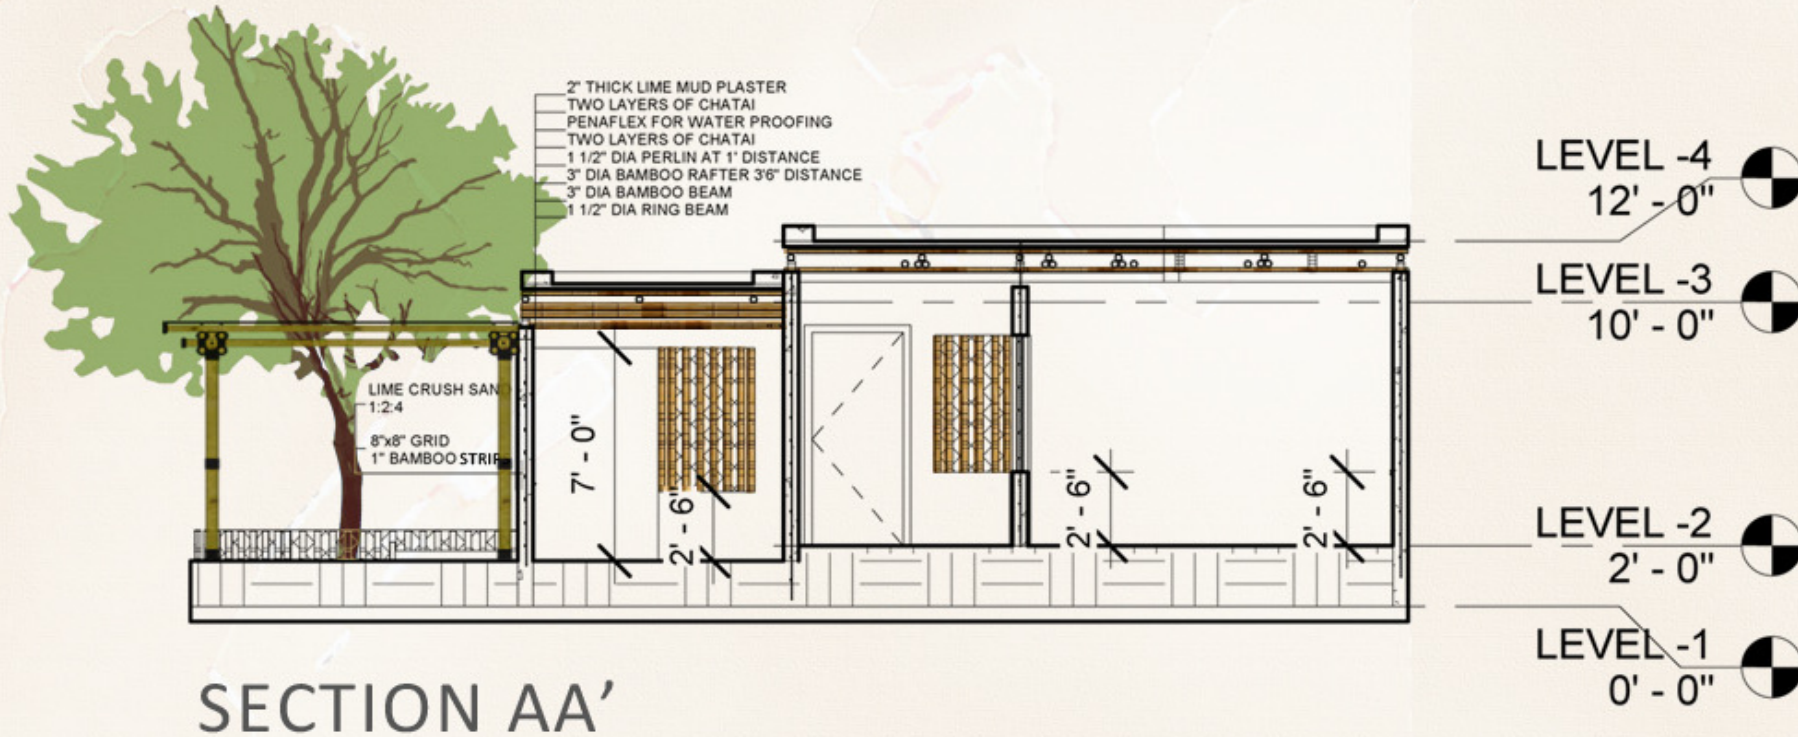 2" THICK LIME MUD PLASTER
TWO LAYERS OF CHATAI
PENAFLEX FOR WATER PROOFING
TWO LAYERS OF CHATAI
1 1/2" DIA PERLIN AT 1' DISTANCE
3" DIA BAMBOO RAFTER 3'6" DISTANCE
3" DIA BAMBOO BEAM
1 1/2" DIA RING BEAM
LEVEL -4
12' - 0"
LEVEL -3
10' - 0"
LIME CRUSH SAND
1:2:4
8"x8" GRID
1" BAMBOO STRIP
7' - 0"
2' - 6"
2' - 6"
2' - 6"
LEVEL -2
2' - 0"
LEVEL -1
0' - 0"
SECTION AA'